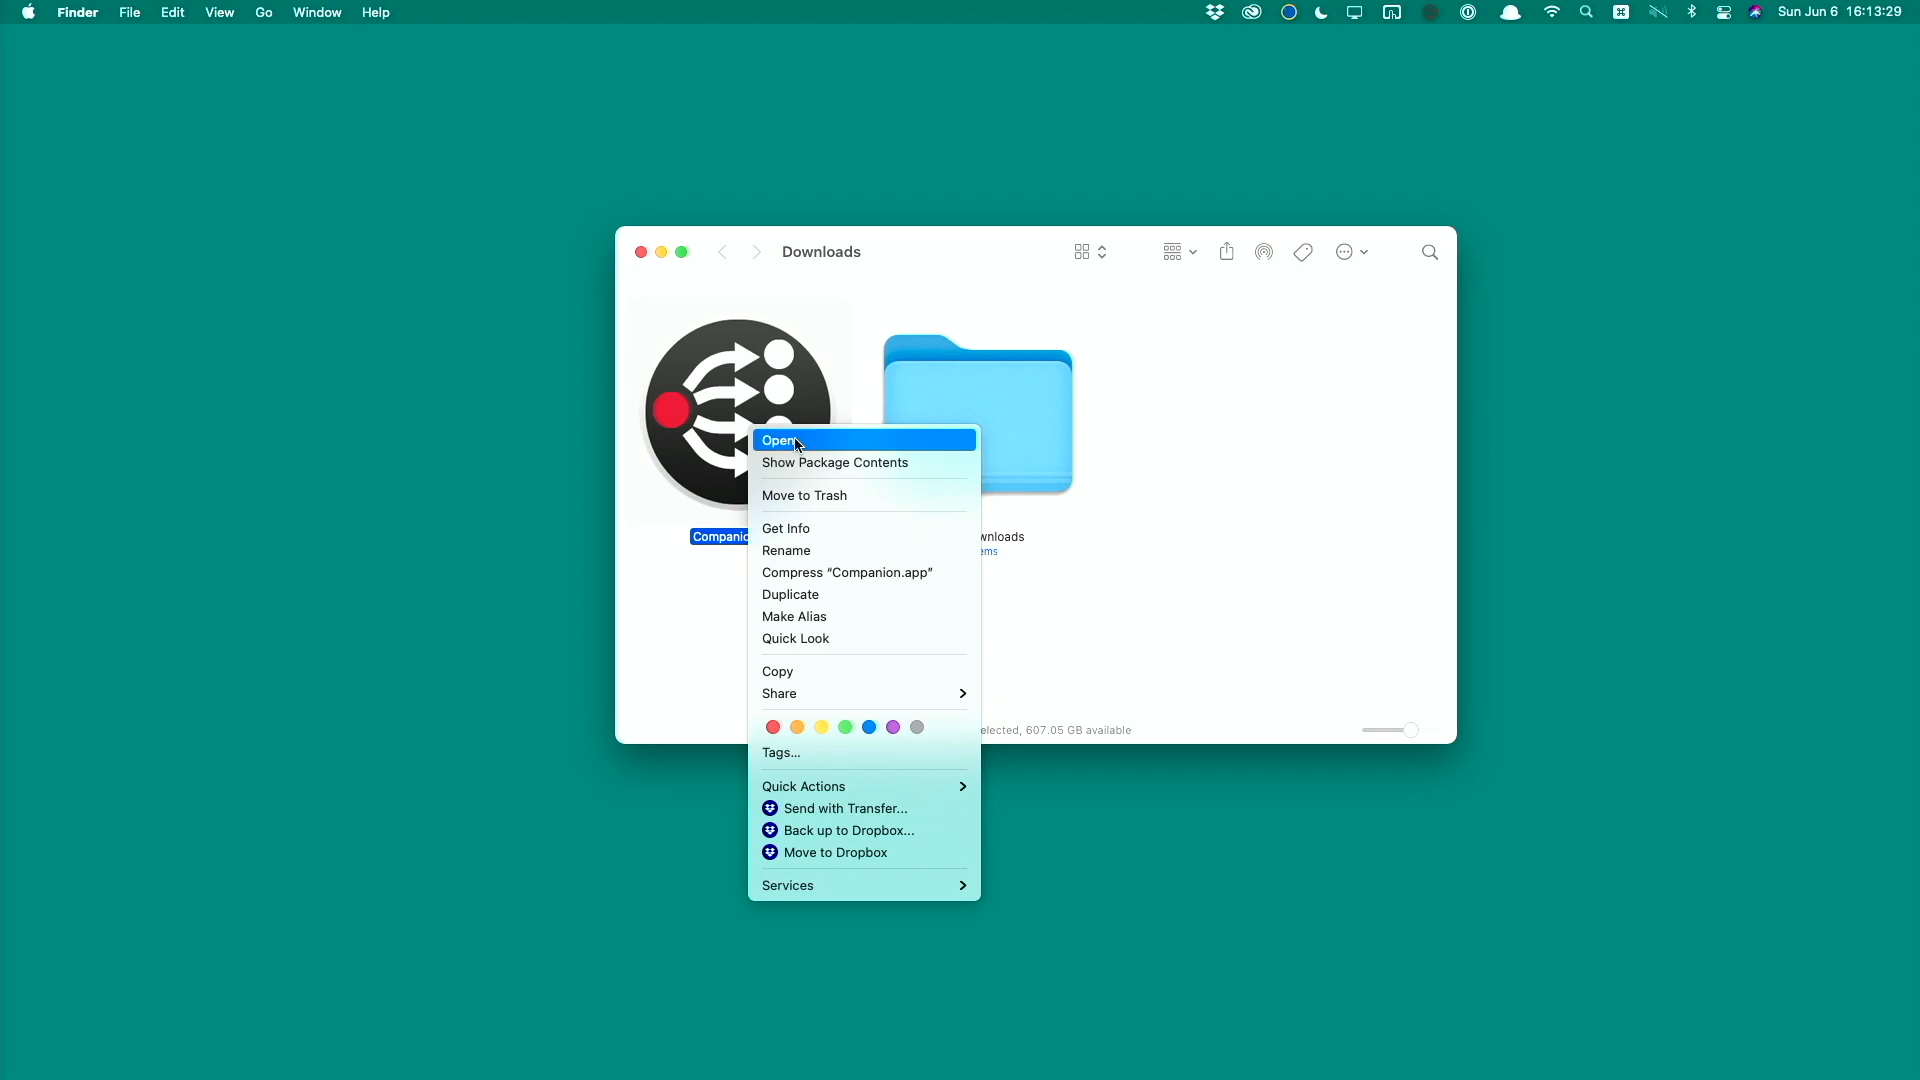 Finder File Edit View Go Window Help Sun Jun 6 16:13:29
Downloads
Open
Show Package Contents
Move to Trash
Get Info
Rename
Compress “Companion.app”
Duplicate
Make Alias
Quick Look
Copy
Share
Tags...
Quick Actions
Send with Transfer...
Back up to Dropbox...
Move to Dropbox
Services
Companio
wnloads
ems
elected, 607.05 GB available